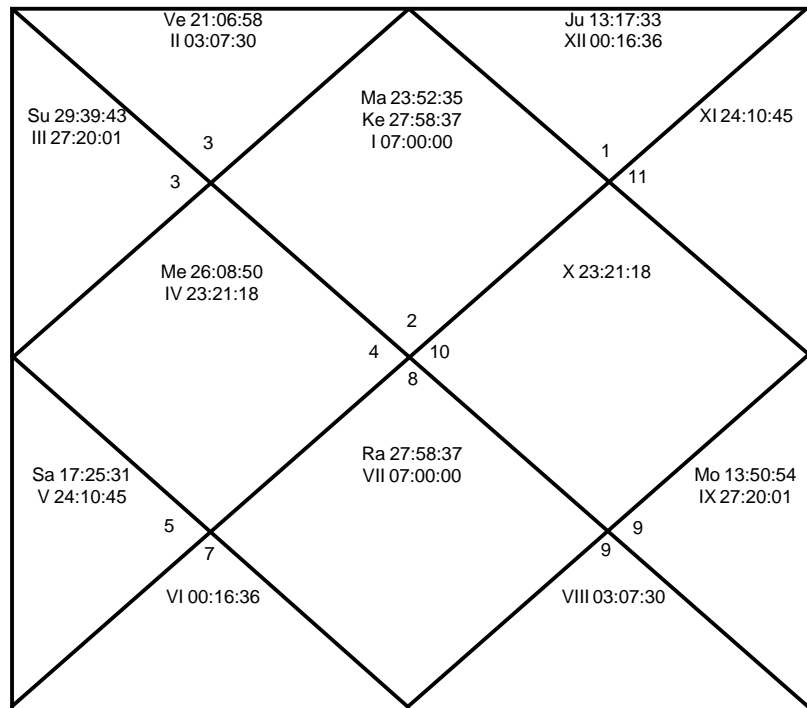 Ve 21:06:58
II 03:07:30
Ju 13:17:33
XII 00:16:36
Su 29:39:43
III 27:20:01
Ma 23:52:35
Ke 27:58:37
I 07:00:00
XI 24:10:45
3
3
1
11
Me 26:08:50
IV 23:21:18
X 23:21:18
2
4
10
8
Sa 17:25:31
V 24:10:45
Ra 27:58:37
VII 07:00:00
Mo 13:50:54
IX 27:20:01
5
7
9
9
VI 00:16:36
VIII 03:07:30